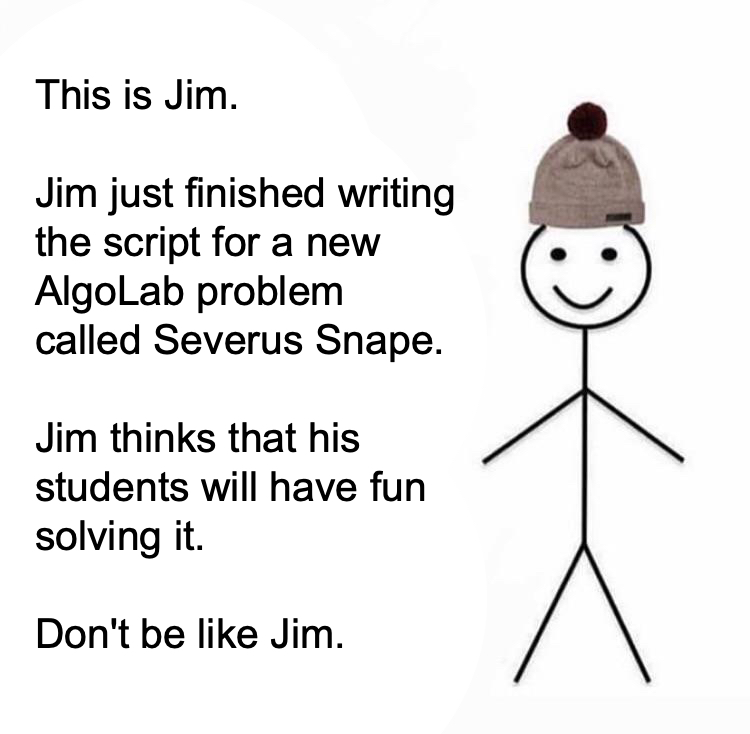 This is Jim.
Jim just finished writing
the script for a new
AlgoLab problem
called Severus Snape.
Jim thinks that his
students will have fun
solving it.
Don't be like Jim.